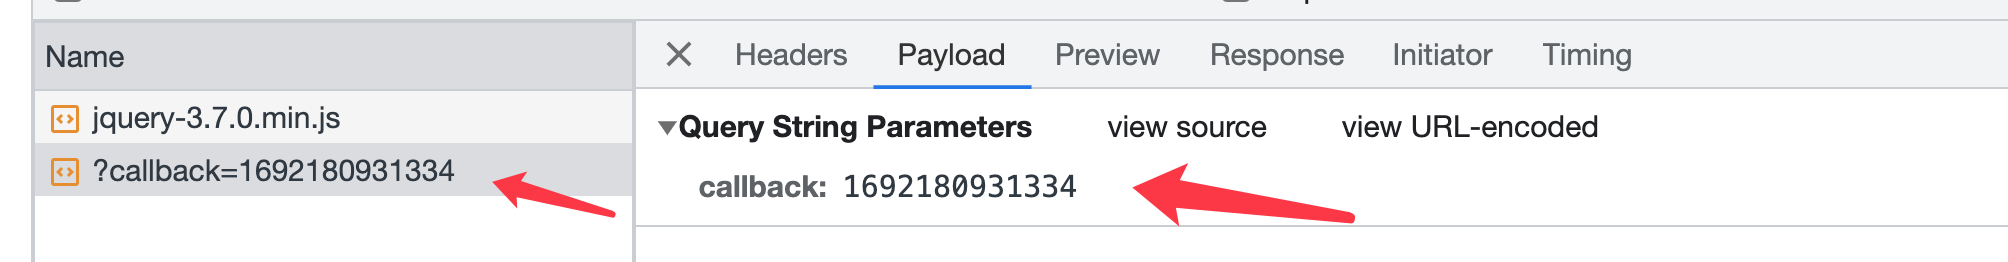 Name
jquery-3.7.0.min.js
?callback=1692180931334
Headers Payload Preview Response Initiator Timing
Query String Parameters view source view URL-encoded
callback: 1692180931334